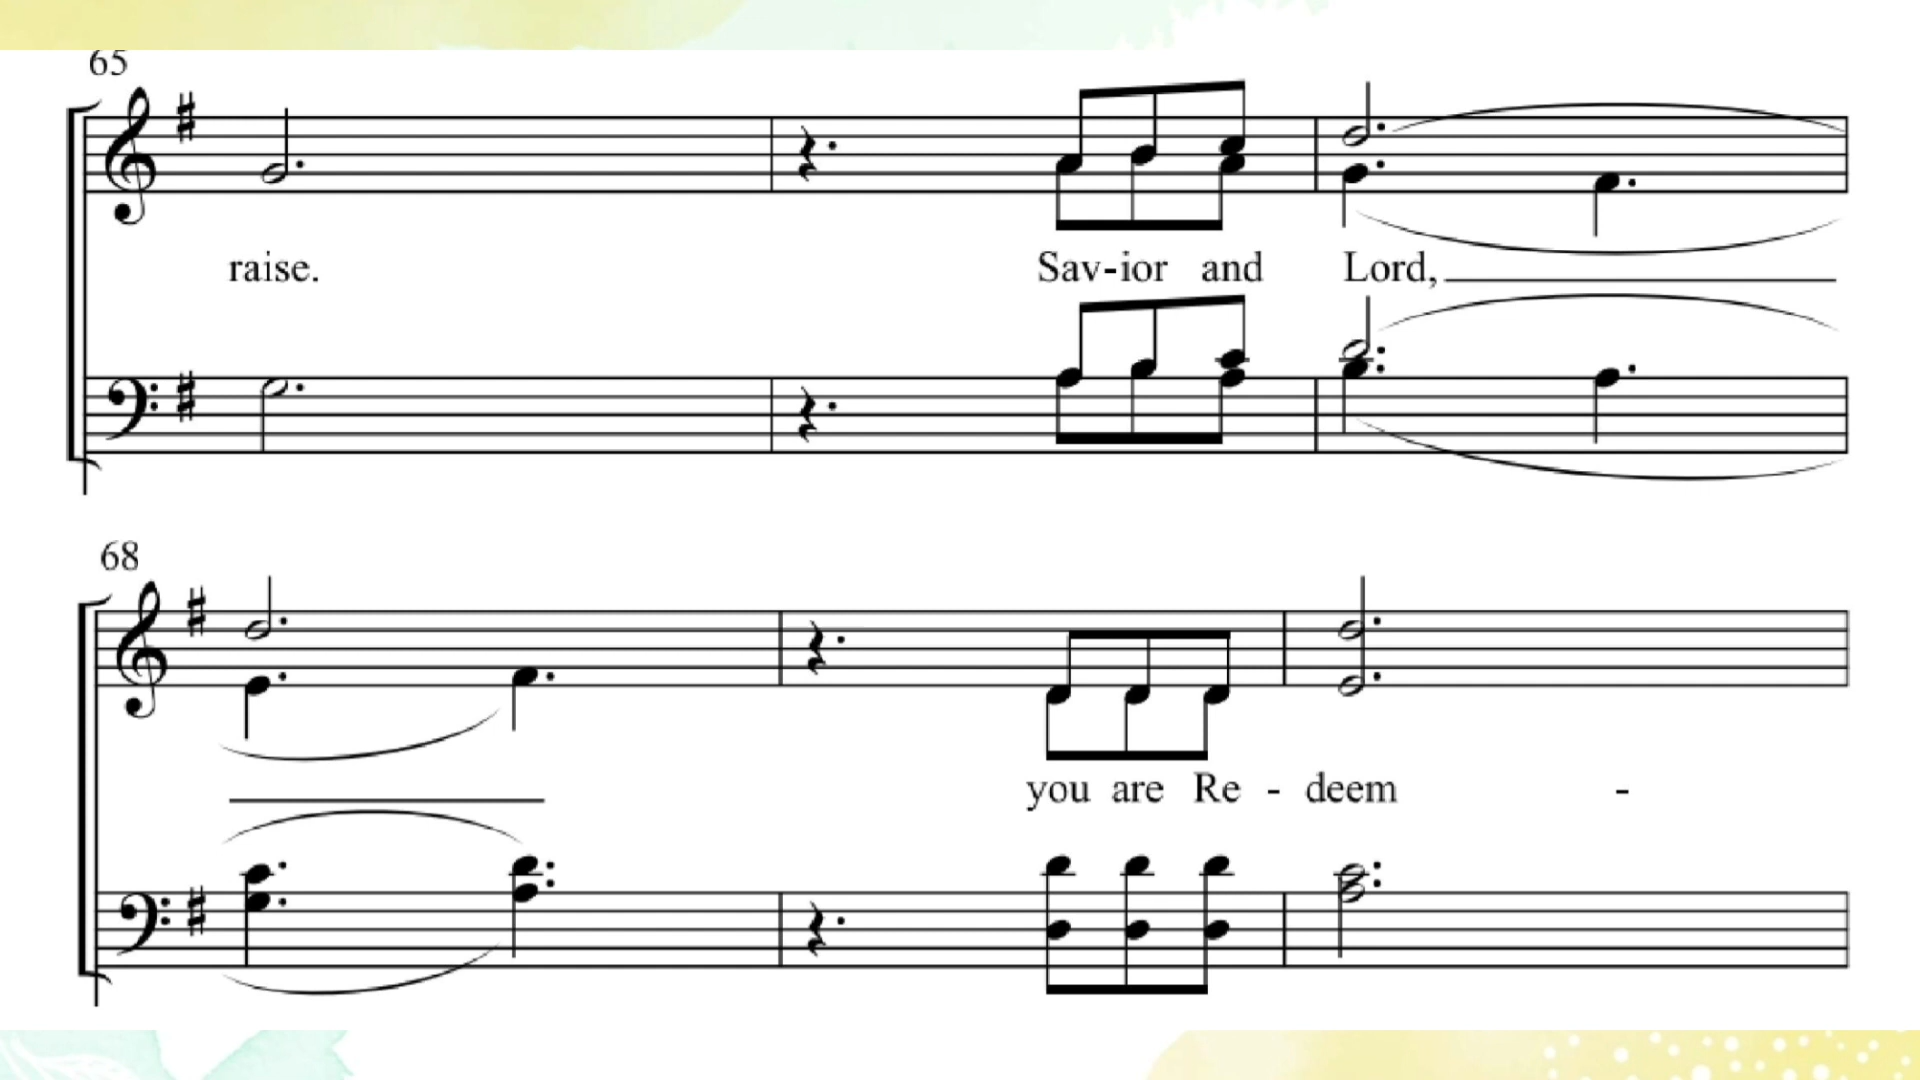 65
raise. Sav-ior and Lord,
68
you are Re - deem -